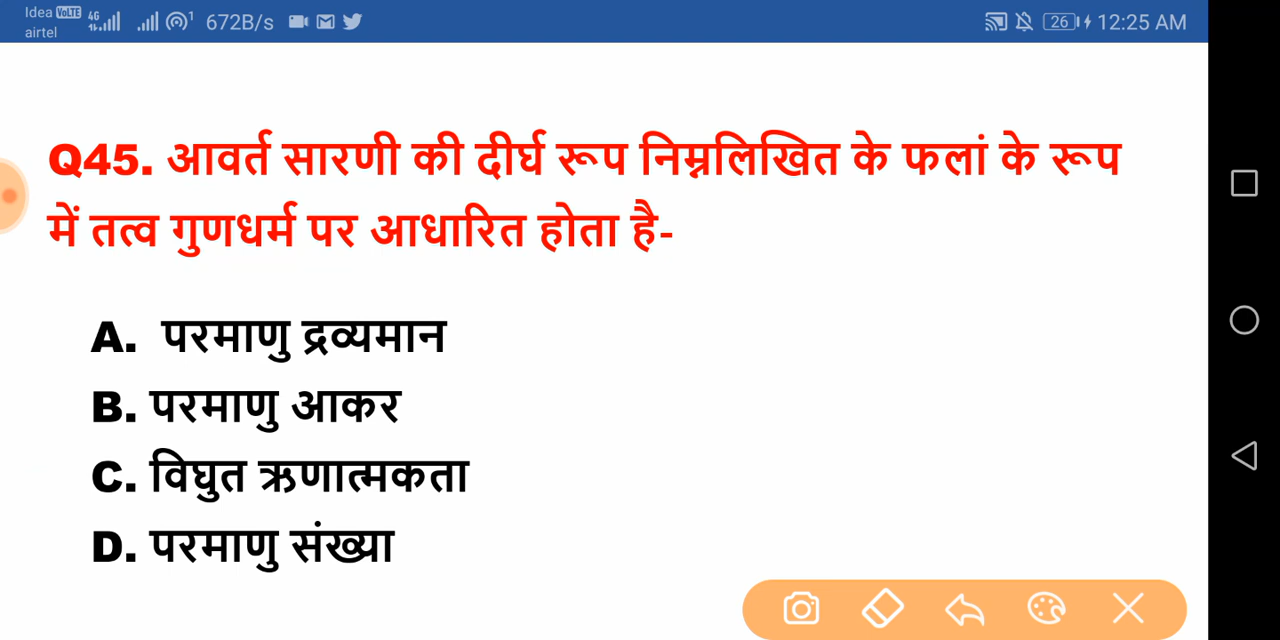 Idea VoLTE 4G 1 672B/s 26 12:25 AM
airtel
Q45. आवर्त सारणी की दीर्घ रूप निम्नलिखित के फलां के रूप
में तत्व गुणधर्म पर आधारित होता है-
A. परमाणु द्रव्यमान
B. परमाणु आकर
C. विघुत ऋणात्मकता
D. परमाणु संख्या